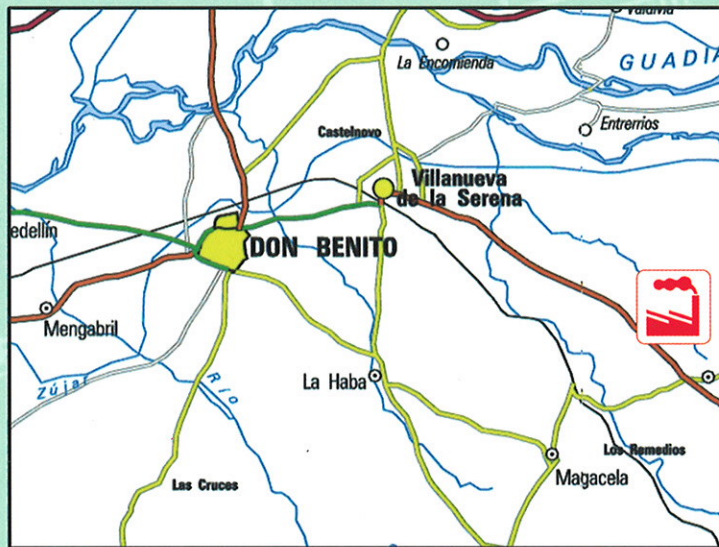 Valdivia
La Encomienda
GUADIA
Entrerrios
Castelnovo
Villanueva
de la Serena
edellín
DON BENITO
Mengabril
Zújar
Río
La Haba
Las Cruces
Los Remedios
Magacela